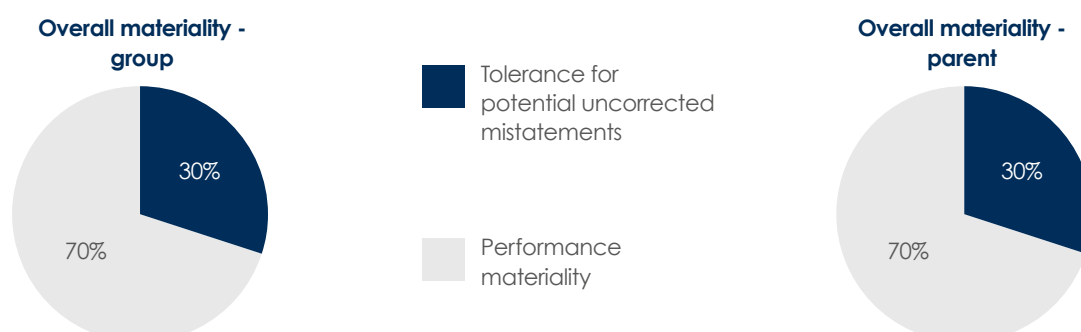 Overall materiality -
group
30%
70%
Tolerance for
potential uncorrected
mistatements
Performance
materiality
Overall materiality -
parent
30%
70%